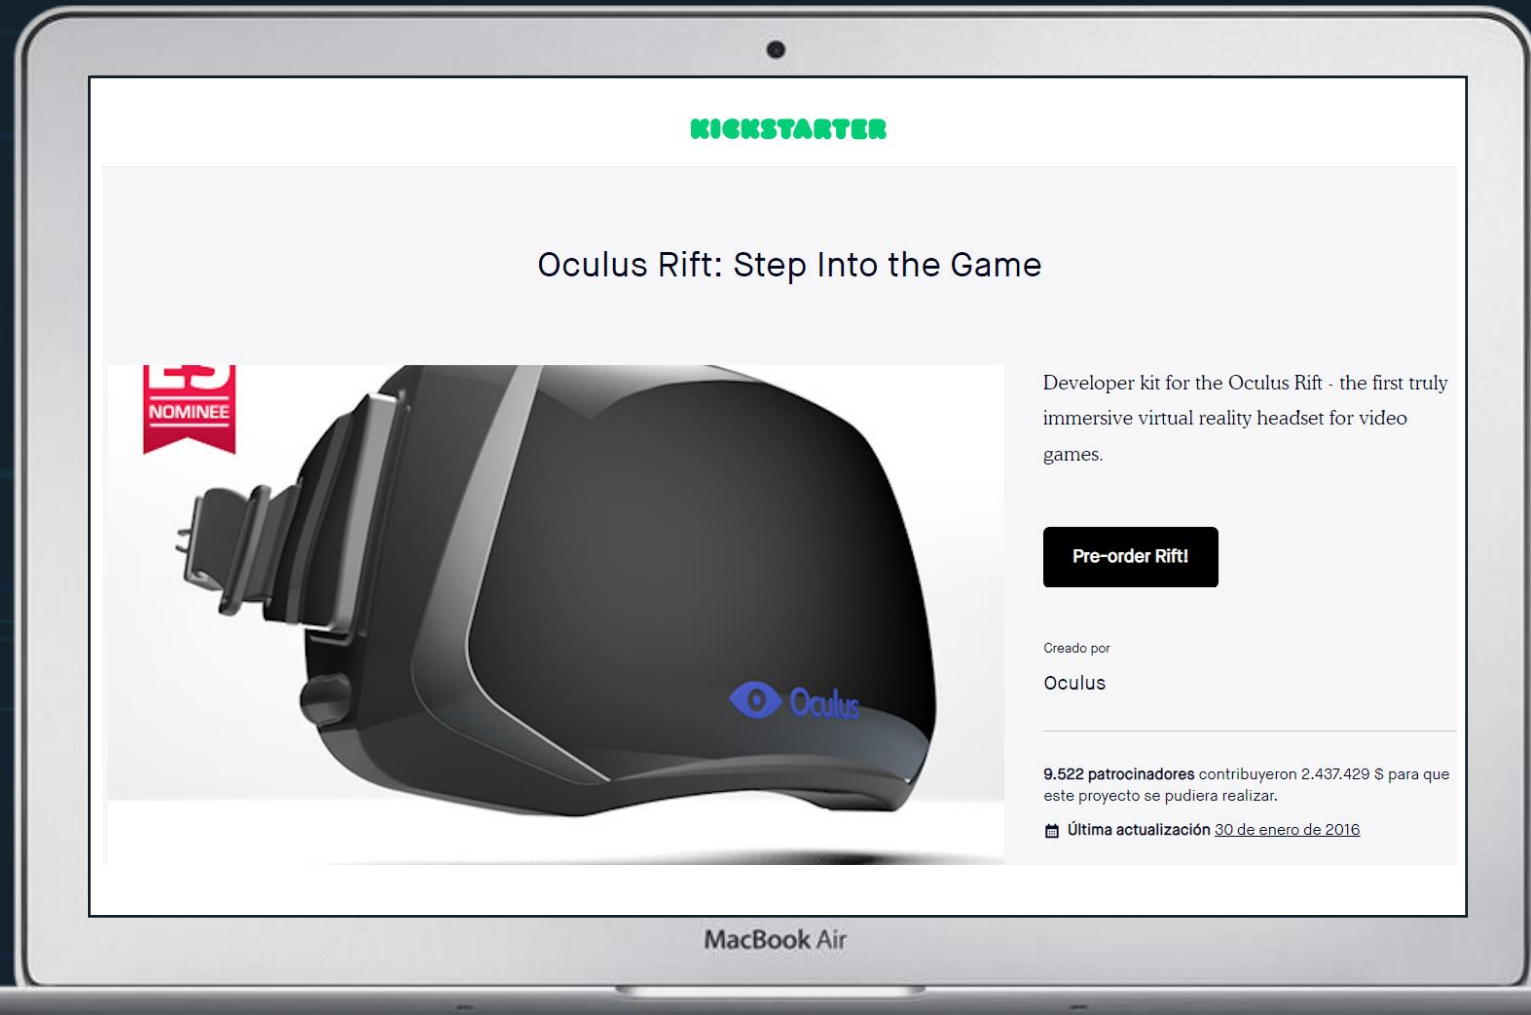 KICKSTARTER
Oculus Rift: Step Into the Game
E3
NOMINEE
Developer kit for the Oculus Rift - the first truly
immersive virtual reality headset for video
games.
Pre-order Rift!
Creado por
Oculus
Oculus
9.522 patrocinadores contribuyeron 2.437.429 $ para que
este proyecto se pudiera realizar.
Última actualización 30 de enero de 2016
MacBook Air